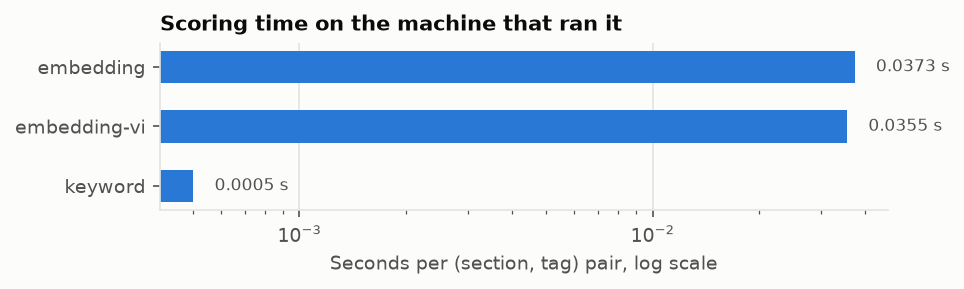 Scoring time on the machine that ran it
embedding 0.0373 s
embedding-vi 0.0355 s
keyword 0.0005 s
10⁻³ 10⁻²
Seconds per (section, tag) pair, log scale